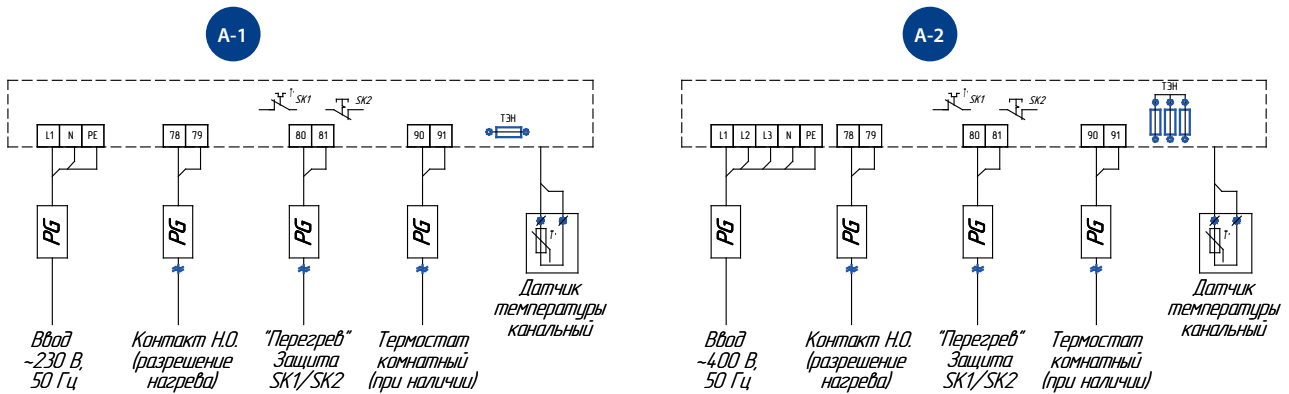 A-1
SK1 SK2
ТЭН
L1 N PE 78 79 80 81 90 91
PG PG PG PG
T°
Датчик
температуры
канальный
Ввод
~230 В,
50 Гц
Контакт Н.О.
(разрешение
нагрева)
"Перегрев"
Защита
SK1/SK2
Термостат
комнатный
(при наличии)
A-2
ТЭН
SK1 SK2
L1 L2 L3 N PE 78 79 80 81 90 91
PG PG PG PG
T°
Датчик
температуры
канальный
Ввод
~400 В,
50 Гц
Контакт Н.О.
(разрешение
нагрева)
"Перегрев"
Защита
SK1/SK2
Термостат
комнатный
(при наличии)